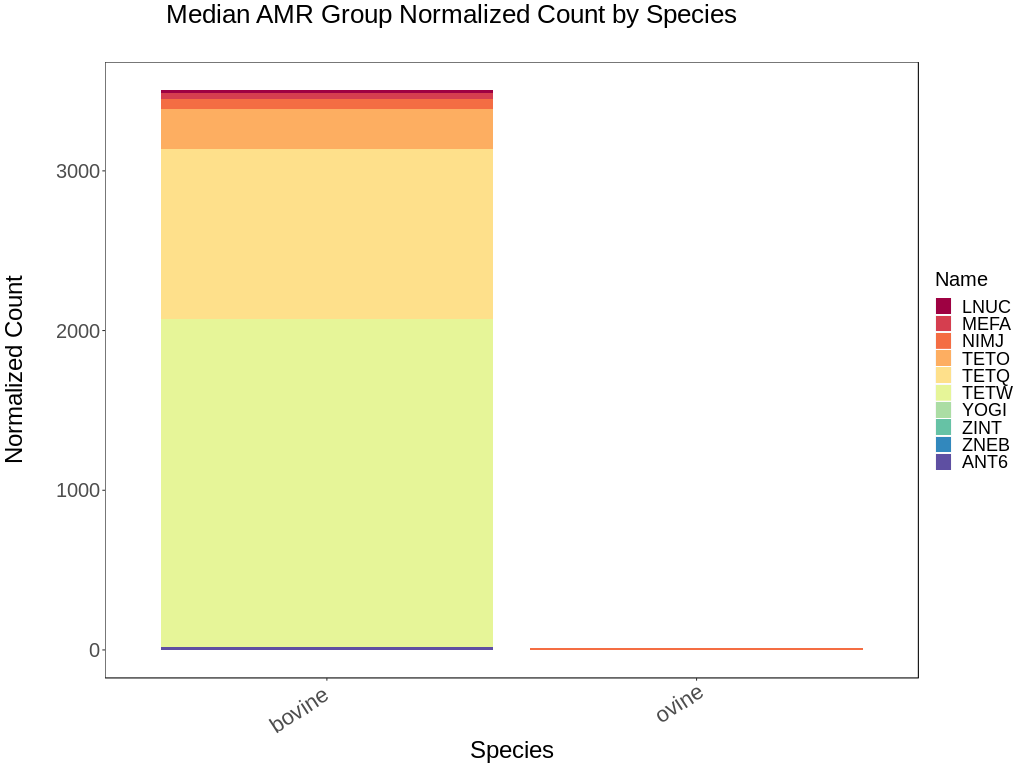 Median AMR Group Normalized Count by Species
Normalized Count
3000
2000
1000
0
bovine
ovine
Species
Name
LNUC
MEFA
NIMJ
TETO
TETQ
TETW
YOGI
ZINT
ZNEB
ANT6